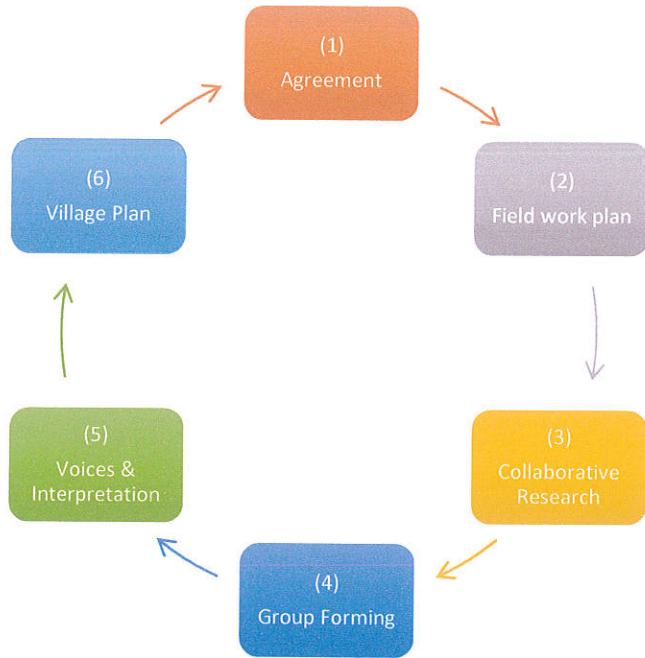 (1)
Agreement
(2)
Field work plan
(3)
Collaborative
Research
(4)
Group Forming
(5)
Voices &
Interpretation
(6)
Village Plan